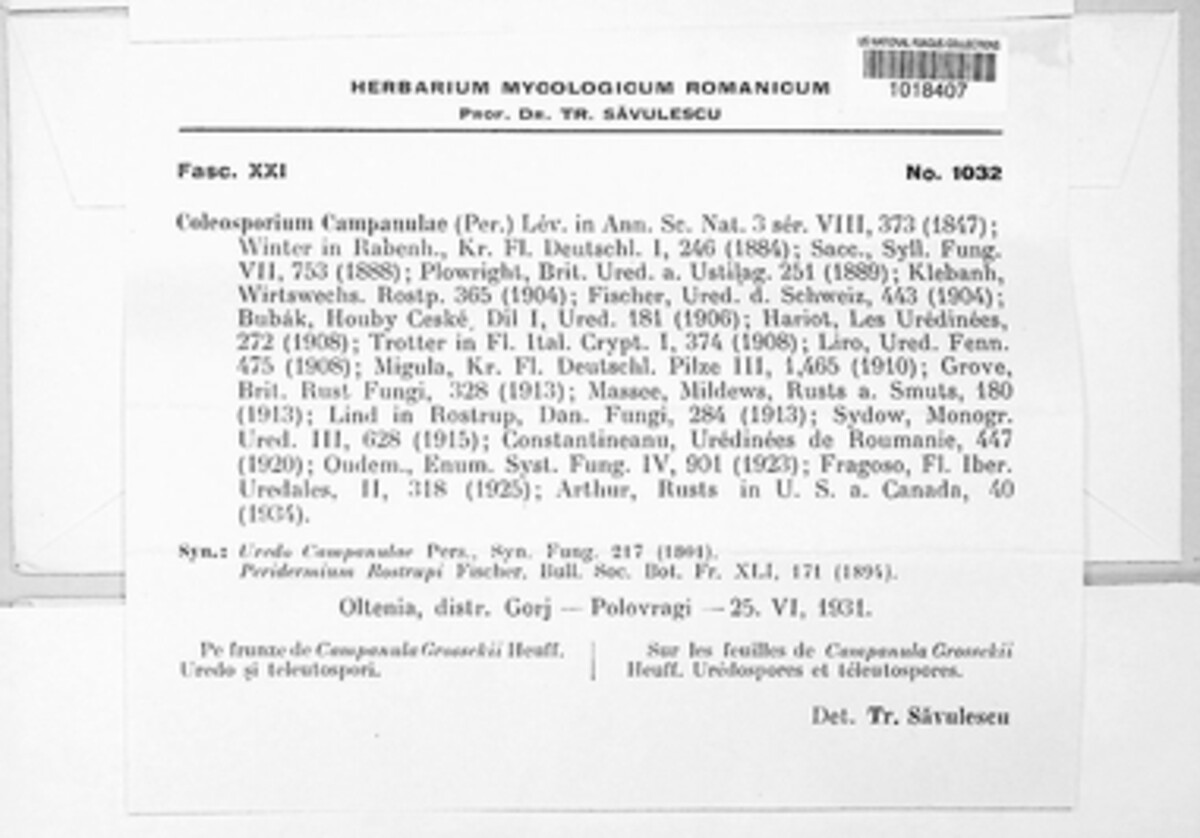 US NATIONAL FUNGUS COLLECTIONS
1018407
HERBARIUM MYCOLOGICUM ROMANICUM
PROF. DR. TR. SĂVULESCU
Fasc. XXI No. 1032
Coleosporium Campanulae (Per.) Lév. in Ann. Sc. Nat. 3 sér. VIII, 373 (1847);
Winter in Rabenh., Kr. Fl. Deutschl. I, 246 (1884); Sacc., Syll. Fung.
VII, 753 (1888); Plowright, Brit. Ured. a. Ustilag. 251 (1889); Klebahn,
Wirtswechs. Rostp. 365 (1904); Fischer, Ured. d. Schweiz, 443 (1904);
Bubák, Houby Ceské, Dil I, Ured. 181 (1906); Hariot, Les Urédinées,
272 (1908); Trotter in Fl. Ital. Crypt. I, 374 (1908); Liro, Ured. Fenn.
475 (1908); Migula, Kr. Fl. Deutschl. Pilze III, 1,465 (1910); Grove,
Brit. Rust Fungi, 328 (1913); Massee, Mildews, Rusts a. Smuts, 180
(1913); Lind in Rostrup, Dan. Fungi, 284 (1913); Sydow, Monogr.
Ured. III, 628 (1915); Constantineanu, Urédinées de Roumanie, 447
(1920); Oudem., Enum. Syst. Fung. IV, 901 (1923); Fragoso, Fl. Iber.
Uredales, II, 318 (1925); Arthur, Rusts in U. S. a. Canada, 40
(1934).
Syn.: Uredo Campanulae Pers., Syn. Fung. 217 (1801).
Peridermium Rostrupi Fischer, Bull. Soc. Bot. Fr. XLI, 171 (1894).
Oltenia, distr. Gorj — Polovragi — 25. VI, 1931.
Pe frunze de Campanula Grosseckii Heuff.
Uredo și teleutospori.
Sur les feuilles de Campanula Grosseckii
Heuff. Urédospores et téleutospores.
Det. Tr. Săvulescu